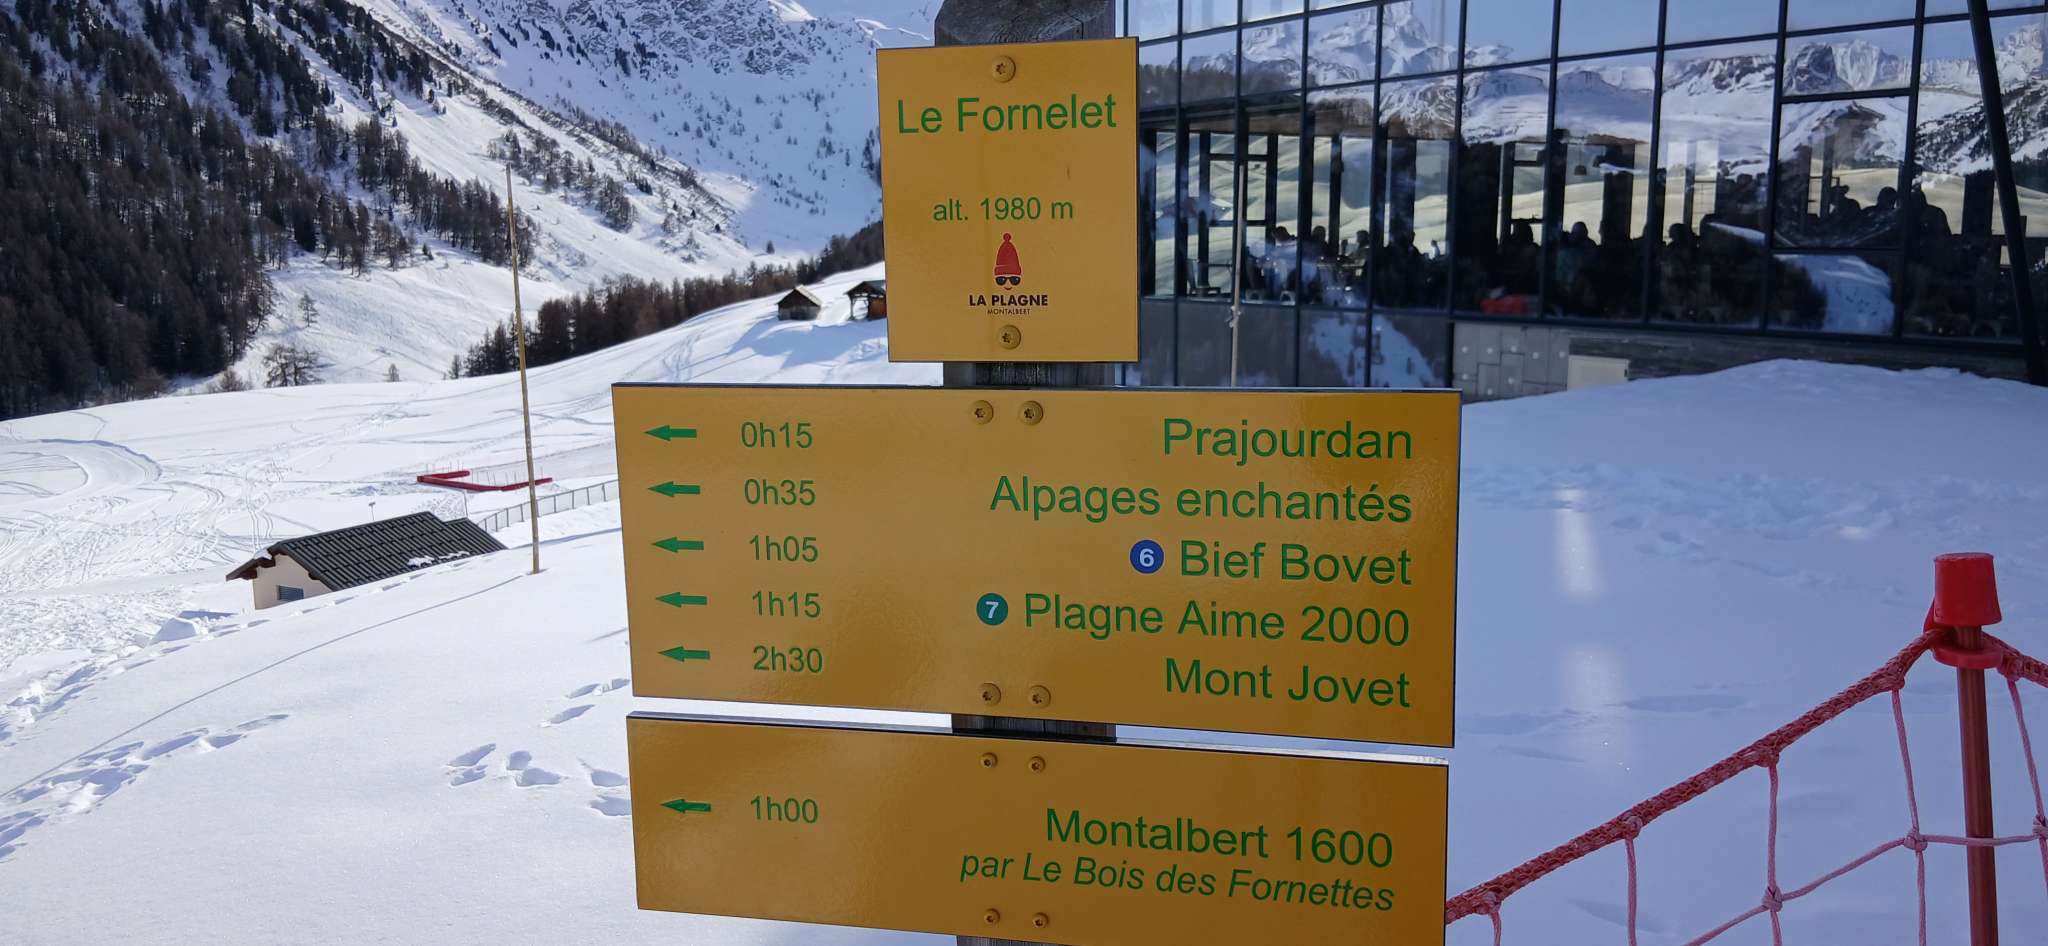 Le Fornelet
alt. 1980 m
LA PLAGNE
MONTALBERT
0h15 Prajourdan
0h35 Alpages enchantés
1h05 6 Bief Bovet
1h15 7 Plagne Aime 2000
2h30 Mont Jovet
1h00 Montalbert 1600
par Le Bois des Fornettes